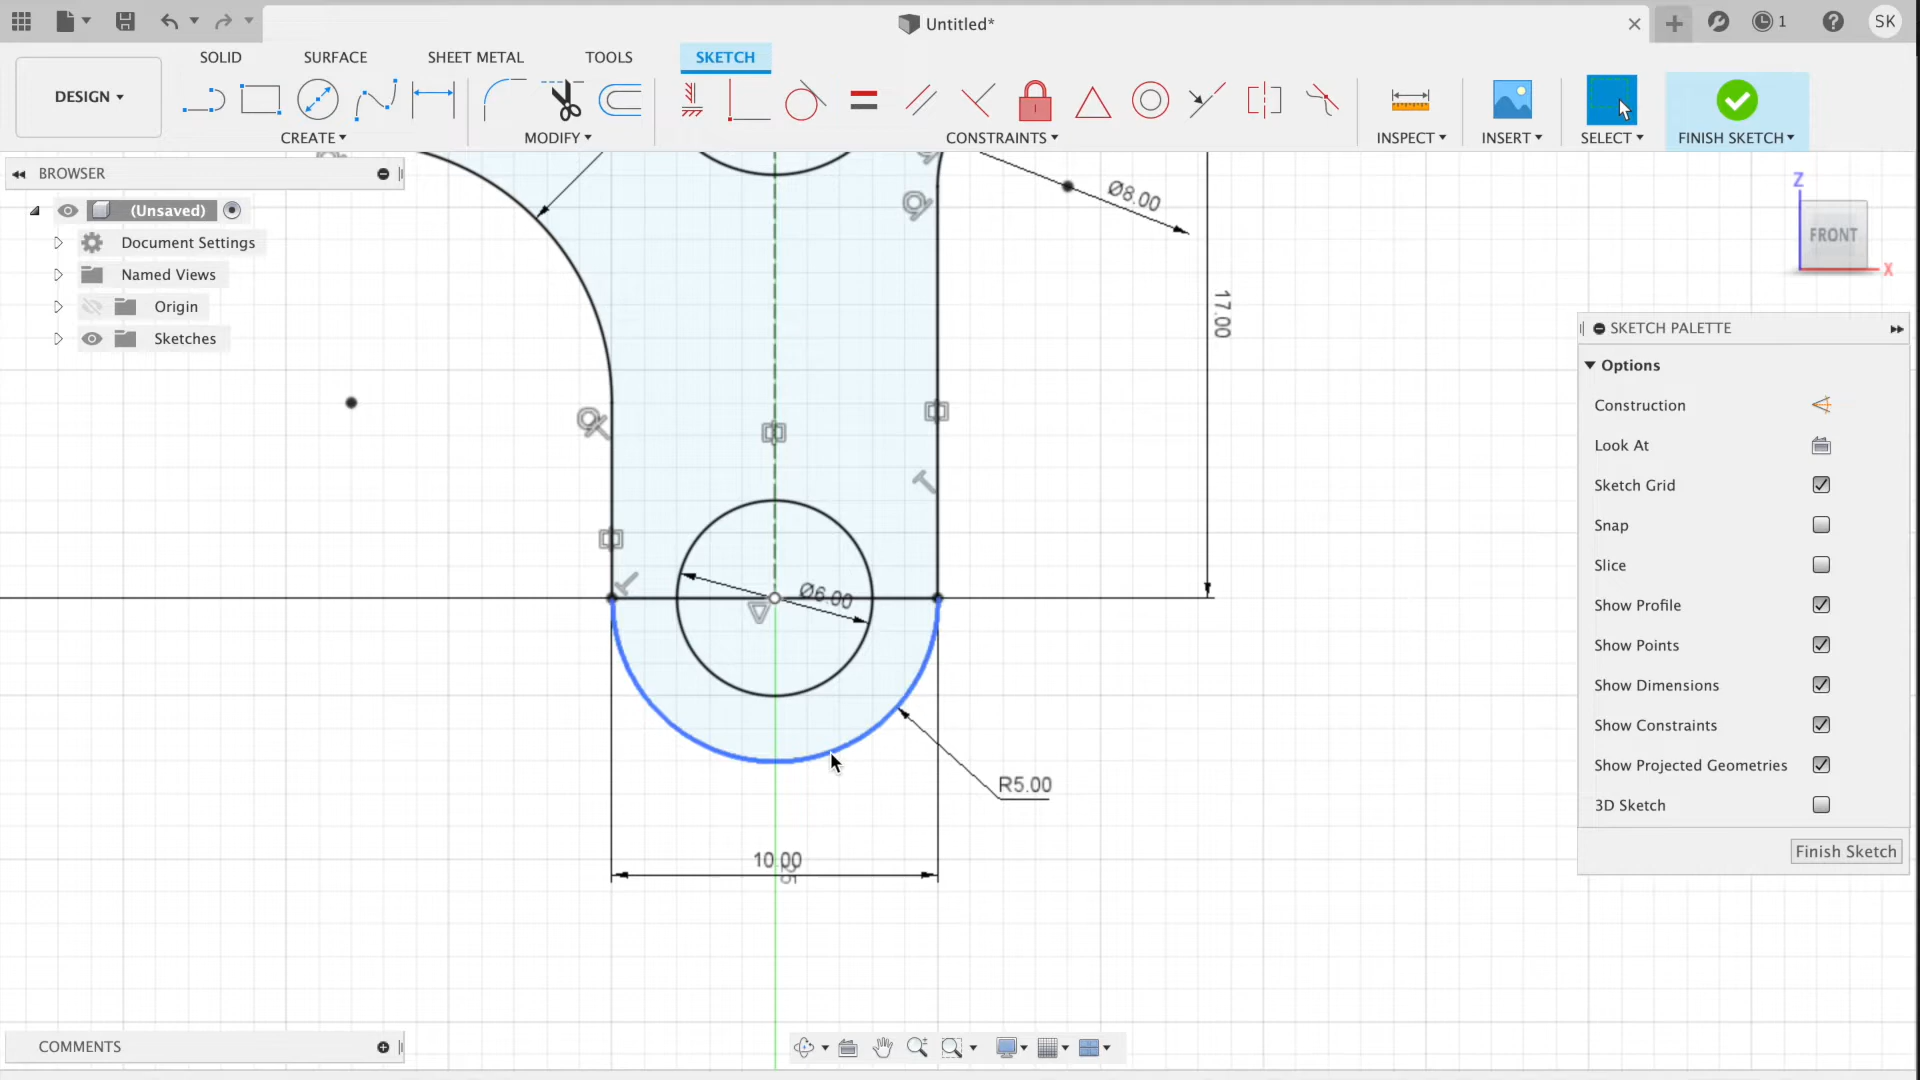 Untitled*
1
SK
SOLID
SURFACE
SHEET METAL
TOOLS
SKETCH
DESIGN
CREATE
MODIFY
CONSTRAINTS
INSPECT
INSERT
SELECT
FINISH SKETCH
BROWSER
(Unsaved)
Document Settings
Named Views
Origin
Sketches
Ø8.00
17.00
Ø6.00
R5.00
10.00
Z
FRONT
X
SKETCH PALETTE
Options
Construction
Look At
Sketch Grid
Snap
Slice
Show Profile
Show Points
Show Dimensions
Show Constraints
Show Projected Geometries
3D Sketch
Finish Sketch
COMMENTS